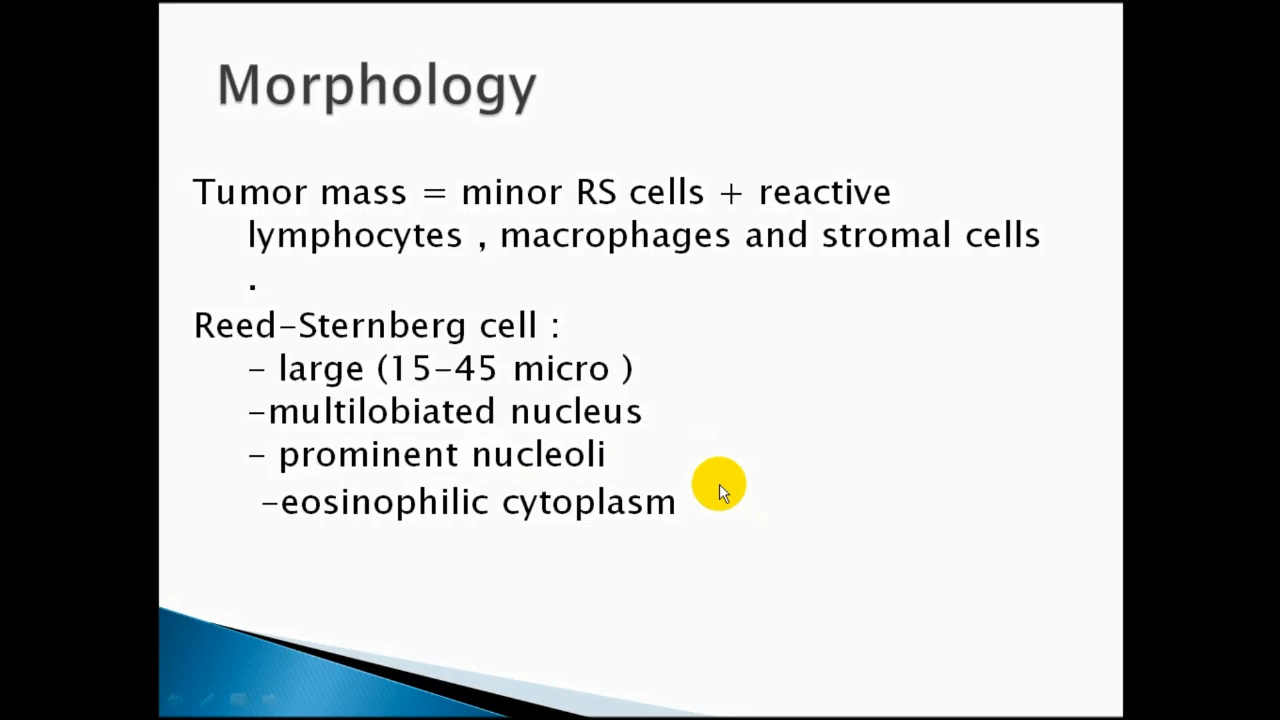 Morphology
Tumor mass = minor RS cells + reactive
lymphocytes , macrophages and stromal cells
.
Reed-Sternberg cell :
- large (15-45 micro )
-multilobiated nucleus
- prominent nucleoli
-eosinophilic cytoplasm